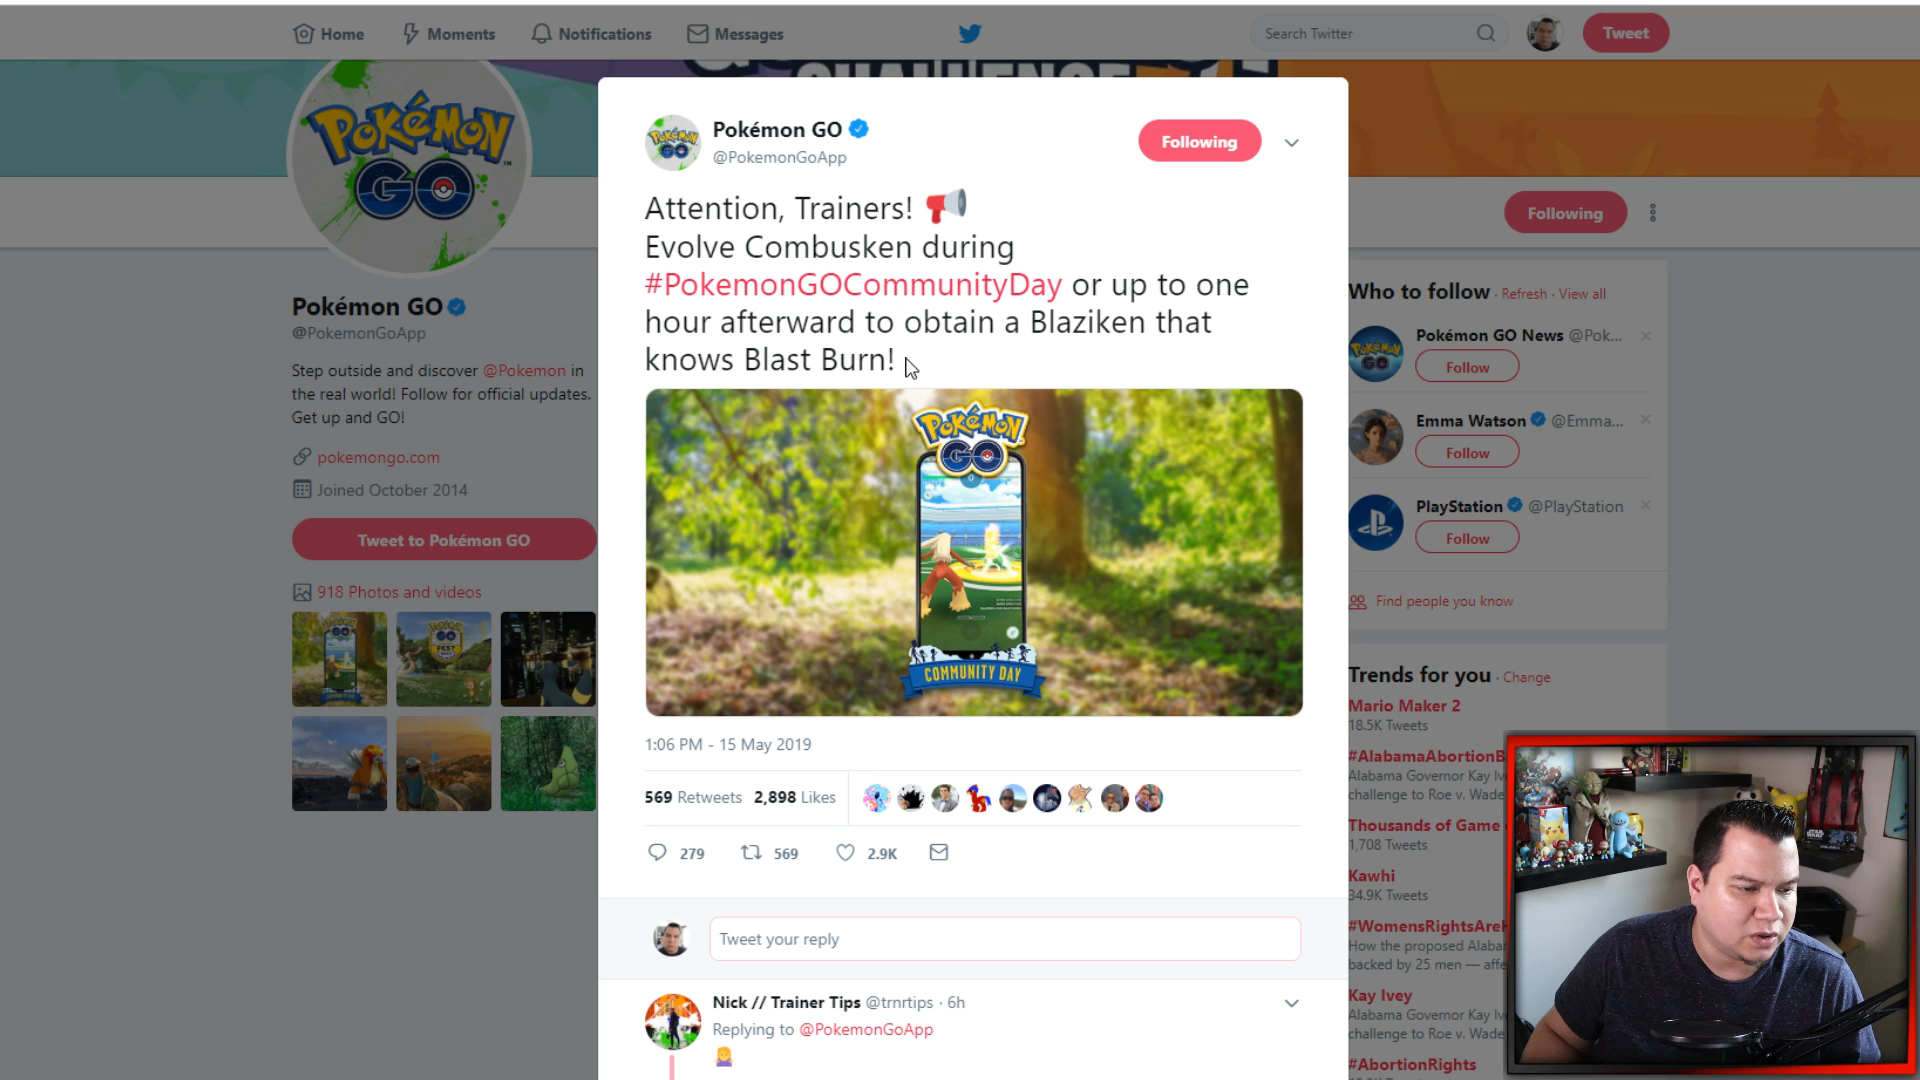 Home
Moments
Notifications
Messages
Search Twitter
Tweet
POKéMON
GO
Pokémon GO
@PokemonGoApp
Step outside and discover @Pokemon in
the real world! Follow for official updates.
Get up and GO!
pokemongo.com
Joined October 2014
Tweet to Pokémon GO
918 Photos and videos
Pokémon GO
@PokemonGoApp
Following
Attention, Trainers!
Evolve Combusken during
#PokemonGOCommunityDay or up to one
hour afterward to obtain a Blaziken that
knows Blast Burn!
POKéMON
GO
COMMUNITY DAY
1:06 PM - 15 May 2019
569 Retweets 2,898 Likes
279 569 2.9K
Tweet your reply
Nick // Trainer Tips @trnrtips · 6h
Replying to @PokemonGoApp
Following
Who to follow · Refresh · View all
Pokémon GO News @Pok...
Follow
Emma Watson @Emma...
Follow
PlayStation @PlayStation
Follow
Find people you know
Trends for you · Change
Mario Maker 2
18.5K Tweets
#AlabamaAbortionB
Alabama Governor Kay Iv
challenge to Roe v. Wade
Thousands of Game
1,708 Tweets
Kawhi
34.9K Tweets
#WomensRightsAreH
How the proposed Alaba
backed by 25 men — affe
Kay Ivey
Alabama Governor Kay Iv
challenge to Roe v. Wade
#AbortionRights